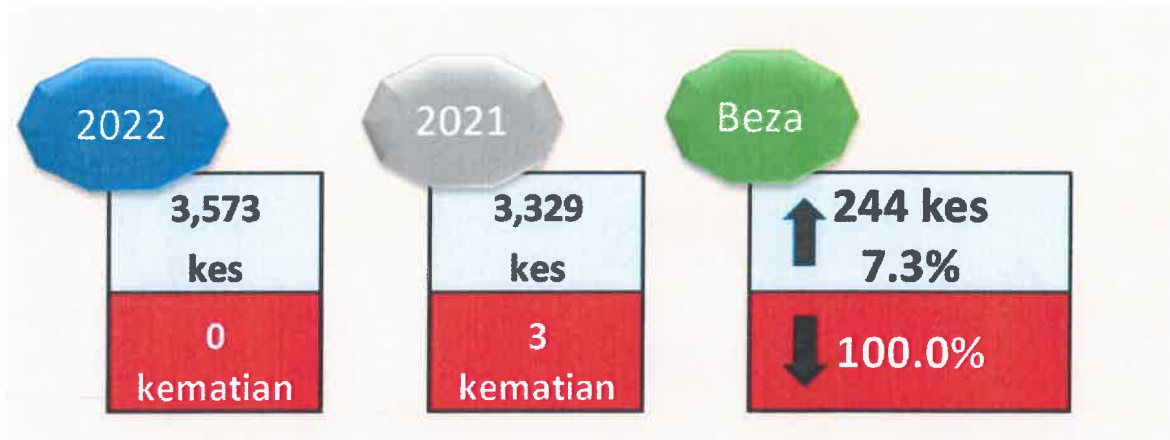 2022
3,573
kes
0
kematian
2021
3,329
kes
3
kematian
Beza
244 kes
7.3%
100.0%